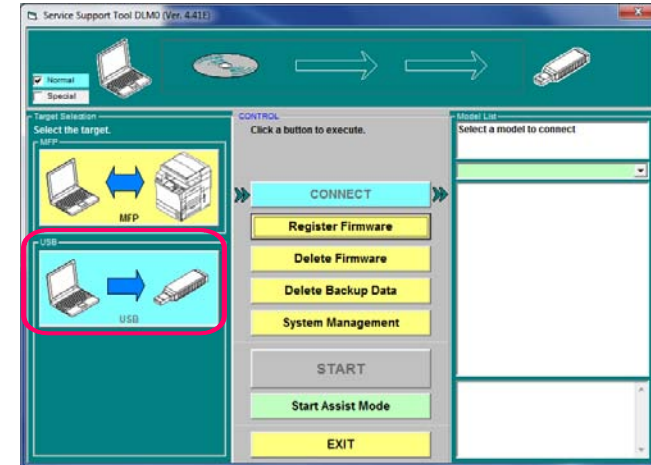 Service Support Tool DLM0 (Ver. 4.41E)
Normal
Special
Target Selection
Select the target.
MFP
MFP
USB
USB
CONTROL
Click a button to execute.
CONNECT
Register Firmware
Delete Firmware
Delete Backup Data
System Management
START
Start Assist Mode
EXIT
Model List
Select a model to connect